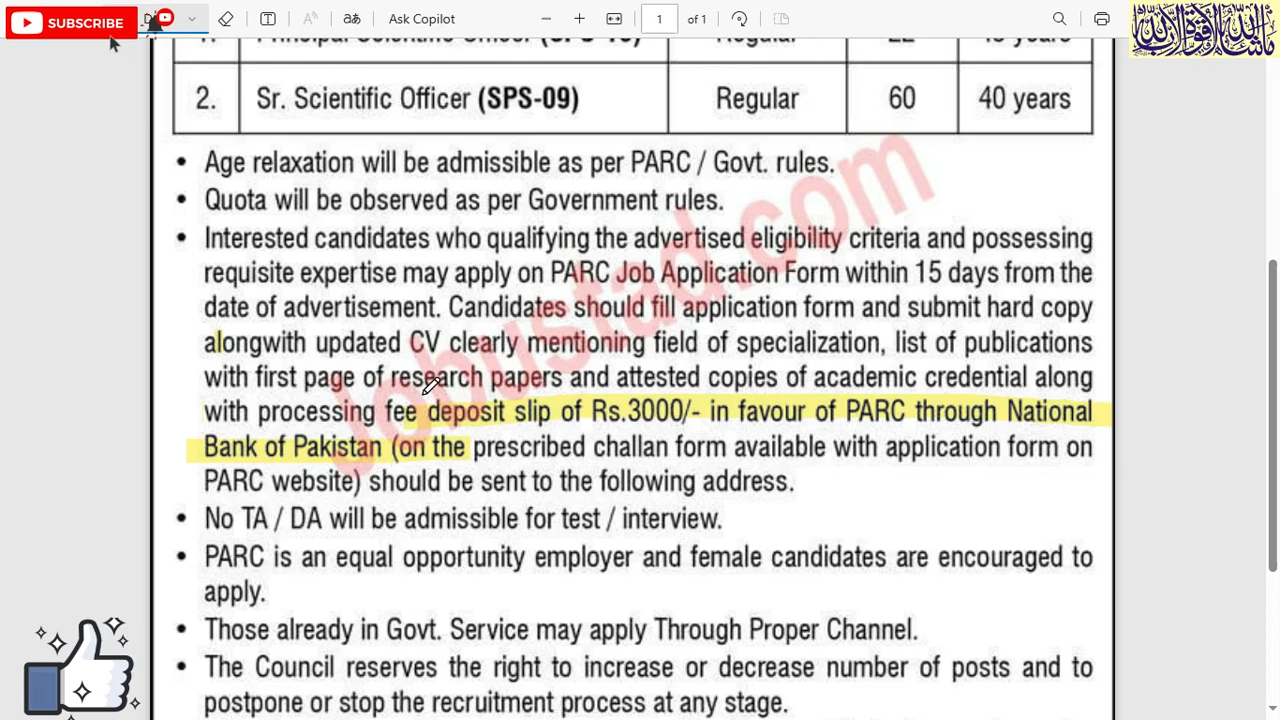 SUBSCRIBE
Ask Copilot
1 of 1
1. Principal Scientific Officer Regular 22
2. Sr. Scientific Officer (SPS-09) Regular 60 40 years
• Age relaxation will be admissible as per PARC / Govt. rules.
• Quota will be observed as per Government rules.
• Interested candidates who qualifying the advertised eligibility criteria and possessing
requisite expertise may apply on PARC Job Application Form within 15 days from the
date of advertisement. Candidates should fill application form and submit hard copy
alongwith updated CV clearly mentioning field of specialization, list of publications
with first page of research papers and attested copies of academic credential along
with processing fee deposit slip of Rs.3000/- in favour of PARC through National
Bank of Pakistan (on the prescribed challan form available with application form on
PARC website) should be sent to the following address.
• No TA / DA will be admissible for test / interview.
• PARC is an equal opportunity employer and female candidates are encouraged to
apply.
• Those already in Govt. Service may apply Through Proper Channel.
• The Council reserves the right to increase or decrease number of posts and to
postpone or stop the recruitment process at any stage.
Jobustad.com